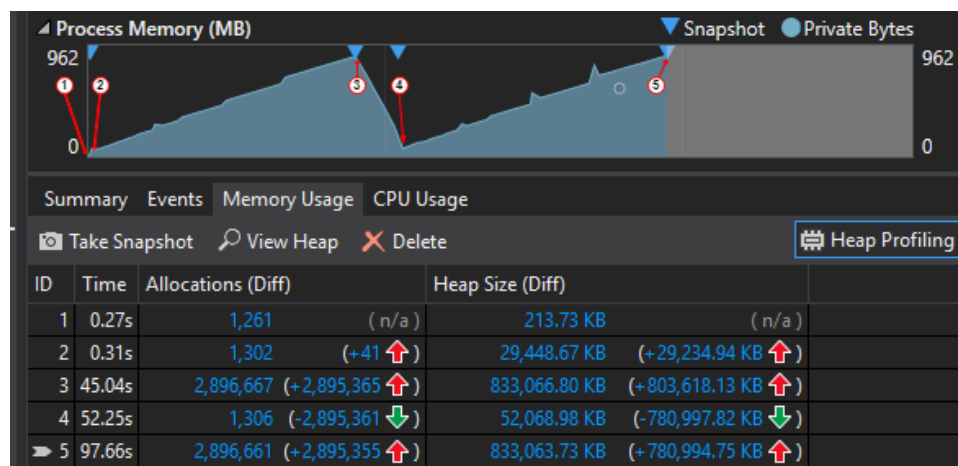 Process Memory (MB) Snapshot Private Bytes
962 962
1 2 3 4 5
0 0
Summary Events Memory Usage CPU Usage
Take Snapshot View Heap Delete Heap Profiling
ID Time Allocations (Diff) Heap Size (Diff)
1 0.27s 1,261 (n/a) 213.73 KB (n/a)
2 0.31s 1,302 (+41) 29,448.67 KB (+29,234.94 KB)
3 45.04s 2,896,667 (+2,895,365) 833,066.80 KB (+803,618.13 KB)
4 52.25s 1,306 (-2,895,361) 52,068.98 KB (-780,997.82 KB)
5 97.66s 2,896,661 (+2,895,355) 833,063.73 KB (+780,994.75 KB)